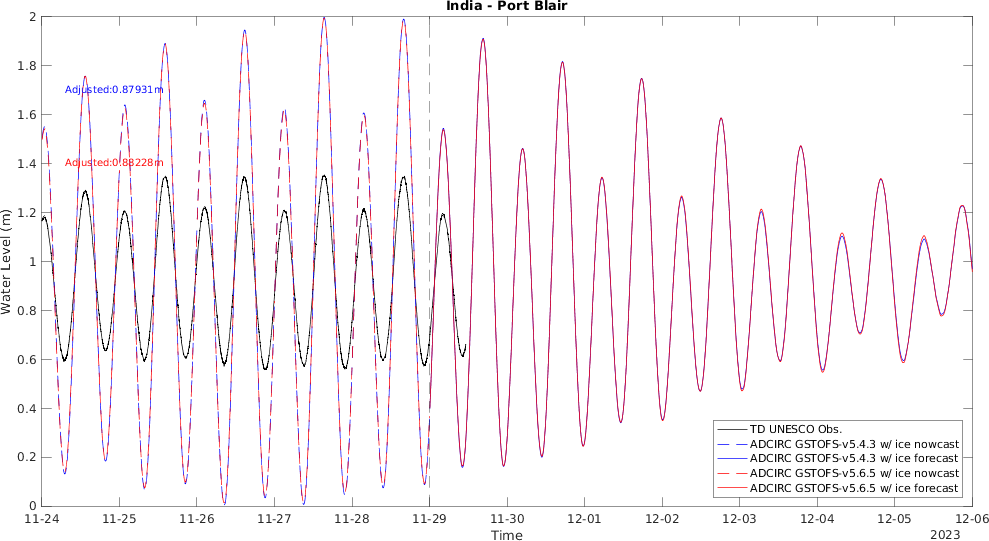 India - Port Blair
2
1.8
1.6
1.4
1.2
1
0.8
0.6
0.4
0.2
0
Water Level (m)
Adjusted:0.87931m
Adjusted:0.88228m
TD UNESCO Obs.
ADCIRC GSTOFS-v5.4.3 w/ ice nowcast
ADCIRC GSTOFS-v5.4.3 w/ ice forecast
ADCIRC GSTOFS-v5.6.5 w/ ice nowcast
ADCIRC GSTOFS-v5.6.5 w/ ice forecast
11-24 11-25 11-26 11-27 11-28 11-29 11-30 12-01 12-02 12-03 12-04 12-05 12-06
Time
2023